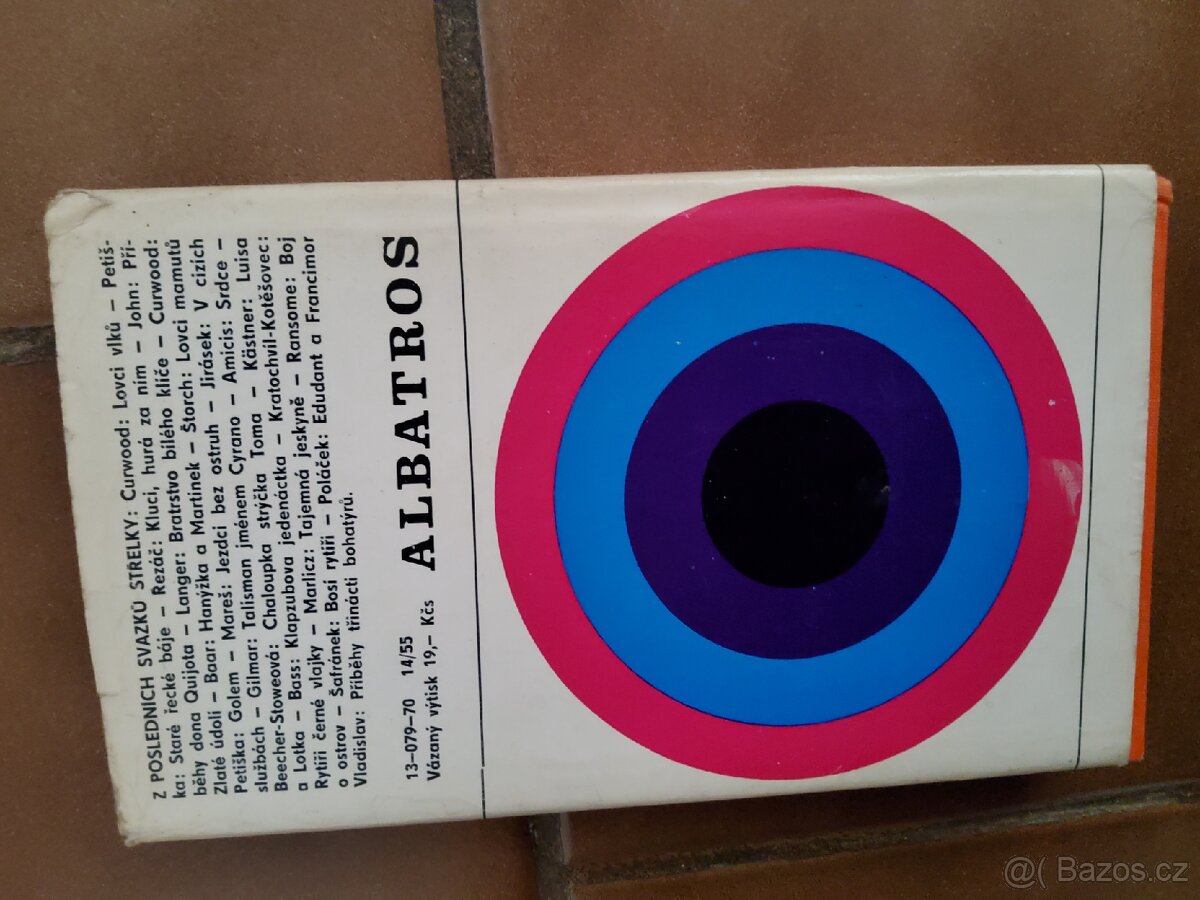 Z POSLEDNÍCH SVAZKŮ STŘELKY: Curwood: Lovci vlků – Petiš-
ka: Staré řecké báje – Řezáč: Kluci, hurá za ním – John: Pří-
běhy dona Quijota – Langer: Bratrstvo bílého klíče – Curwood:
Zlaté údolí – Baar: Hanýžka a Martínek – Štorch: Lovci mamutů
Petiška: Golem – Mareš: Jezdci bez ostruh – Jirásek: V cizích
službách – Gilmar: Talisman jménem Cyrano – Amicis: Srdce –
Beecher-Stoweová: Chaloupka strýčka Toma – Kästner: Luisa
a Lotka – Bass: Klapzubova jedenáctka – Kratochvil-Kotěšovec:
Rytíři černé vlajky – Marlicz: Tajemná jeskyně – Ransome: Boj
o ostrov – Šafránek: Bosí rytíři – Poláček: Edudant a Francimor
Vladislav: Příběhy třinácti bohatýrů.
13–079–70 14/55
Vázaný výtisk 19,– Kčs
ALBATROS
@( Bazos.cz